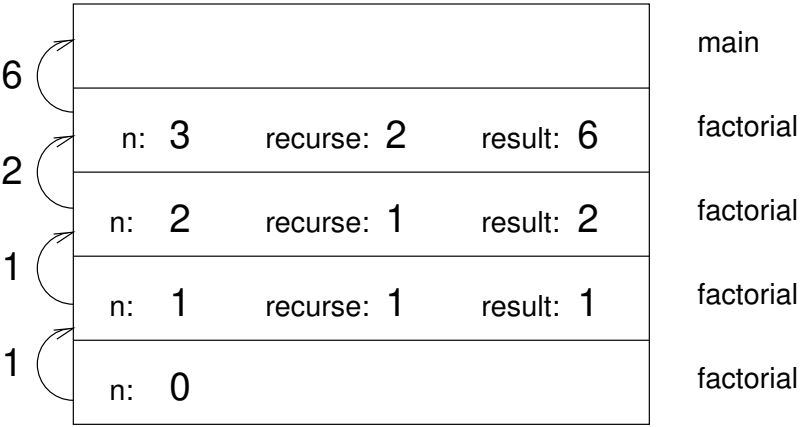 main
6
n: 3 recurse: 2 result: 6 factorial
2
n: 2 recurse: 1 result: 2 factorial
1
n: 1 recurse: 1 result: 1 factorial
1
n: 0 factorial